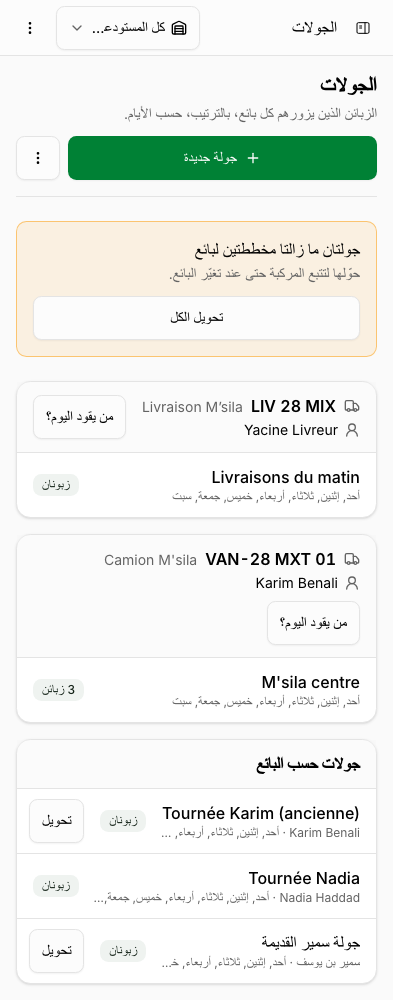 الجولات
كل المستودع...
الجولات
الزبائن الذين يزورهم كل بائع، بالترتيب، حسب الأيام.
جولة جديدة
جولتان ما زالتا مخططتين لبائع
حوّلها لتتبع المركبة حتى عند تغيّر البائع.
تحويل الكل
LIV 28 MIX Livraison M’sila
Yacine Livreur
من يقود اليوم؟
Livraisons du matin
أحد, إثنين, ثلاثاء, أربعاء, خميس, جمعة, سبت
زبونان
VAN-28 MXT 01 Camion M'sila
Karim Benali
من يقود اليوم؟
M'sila centre
أحد, إثنين, ثلاثاء, أربعاء, خميس, جمعة, سبت
3 زبائن
جولات حسب البائع
Tournée Karim (ancienne)
Karim Benali · أحد, إثنين, ثلاثاء, أربعاء, ...
زبونان
تحويل
Tournée Nadia
Nadia Haddad · أحد, إثنين, ثلاثاء, أربعاء, خميس, جمعة,...
زبونان
جولة سمير القديمة
سمير بن يوسف · أحد, إثنين, ثلاثاء, أربعاء, خ...
زبونان
تحويل